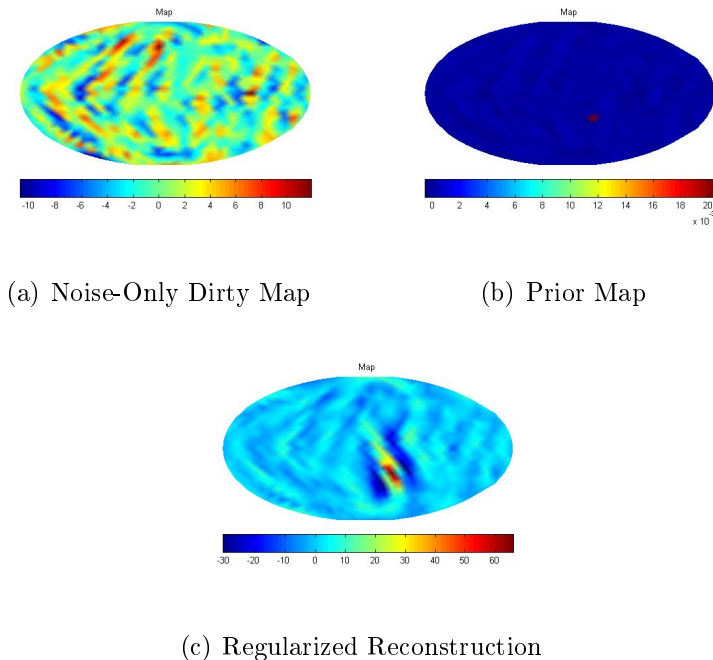 Map
Map
-10 -8 -6 -4 -2 0 2 4 6 8 10
0 2 4 6 8 10 12 14 16 18 20
x 10
(a) Noise-Only Dirty Map
(b) Prior Map
Map
-30 -20 -10 0 10 20 30 40 50 60
(c) Regularized Reconstruction